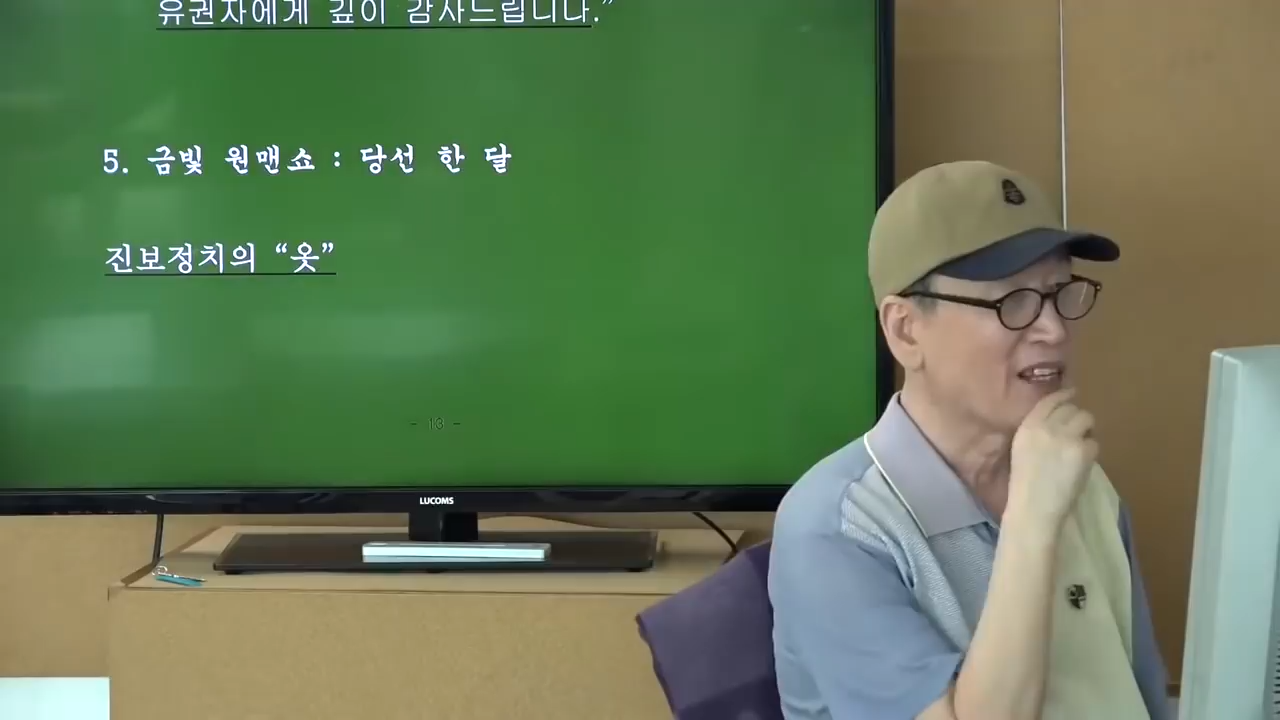 유권자에게 깊이 감사드립니다.”
5. 금빛 원맨쇼 : 당선 한 달
진보정치의 “옷”
- 13 -
LUCOMS